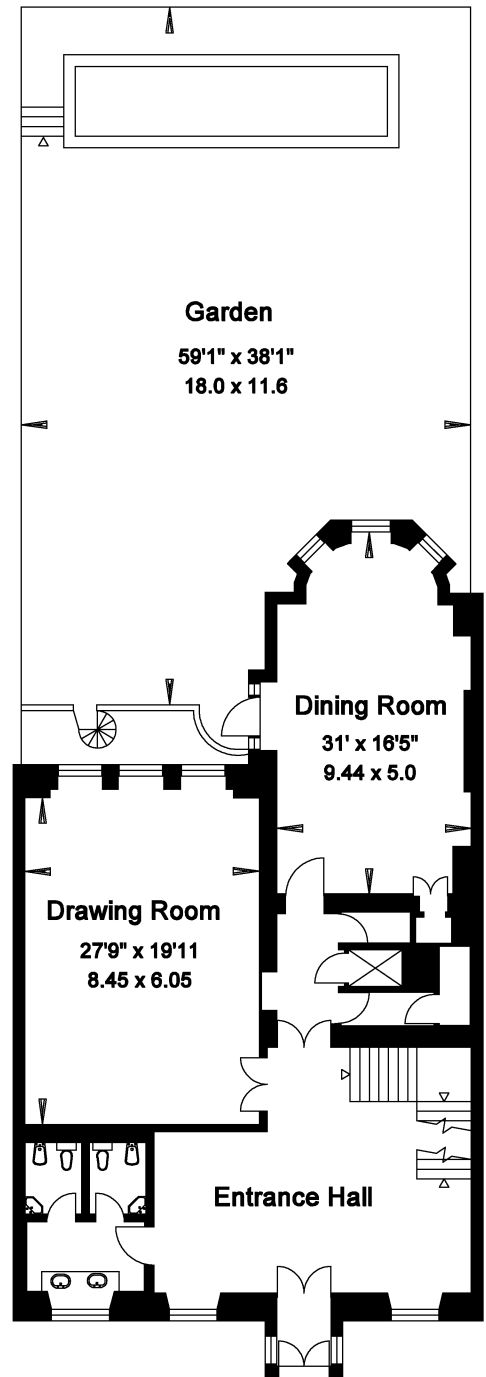 Garden
59'1" x 38'1"
18.0 x 11.6
Dining Room
31' x 16'5"
9.44 x 5.0
Drawing Room
27'9" x 19'11
8.45 x 6.05
Entrance Hall